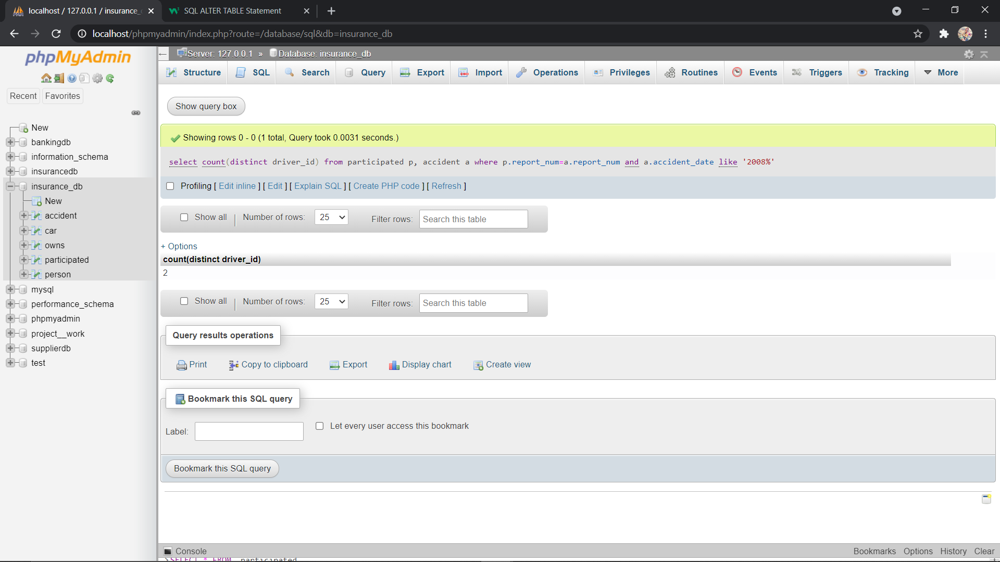 localhost / 127.0.0.1 / insurance_
SQL ALTER TABLE Statement
localhost/phpmyadmin/index.php?route=/database/sql&db=insurance_db
phpMyAdmin
Recent
Favorites
New
bankingdb
information_schema
insurancedb
insurance_db
New
accident
car
owns
participated
person
mysql
performance_schema
phpmyadmin
project__work
supplierdb
test
Server: 127.0.0.1 » Database: insurance_db
Structure SQL Search Query Export Import Operations Privileges Routines Events Triggers Tracking More
Show query box
Showing rows 0 - 0 (1 total, Query took 0.0031 seconds.)
select count(distinct driver_id) from participated p, accident a where p.report_num=a.report_num and a.accident_date like '2008%'
Profiling [ Edit inline ] [ Edit ] [ Explain SQL ] [ Create PHP code ] [ Refresh ]
Show all | Number of rows: 25 Filter rows: Search this table
+ Options
count(distinct driver_id)
2
Show all | Number of rows: 25 Filter rows: Search this table
Query results operations
Print Copy to clipboard Export Display chart Create view
Bookmark this SQL query
Label: Let every user access this bookmark
Bookmark this SQL query
Console Bookmarks Options History Clear
>SELECT * FROM participated